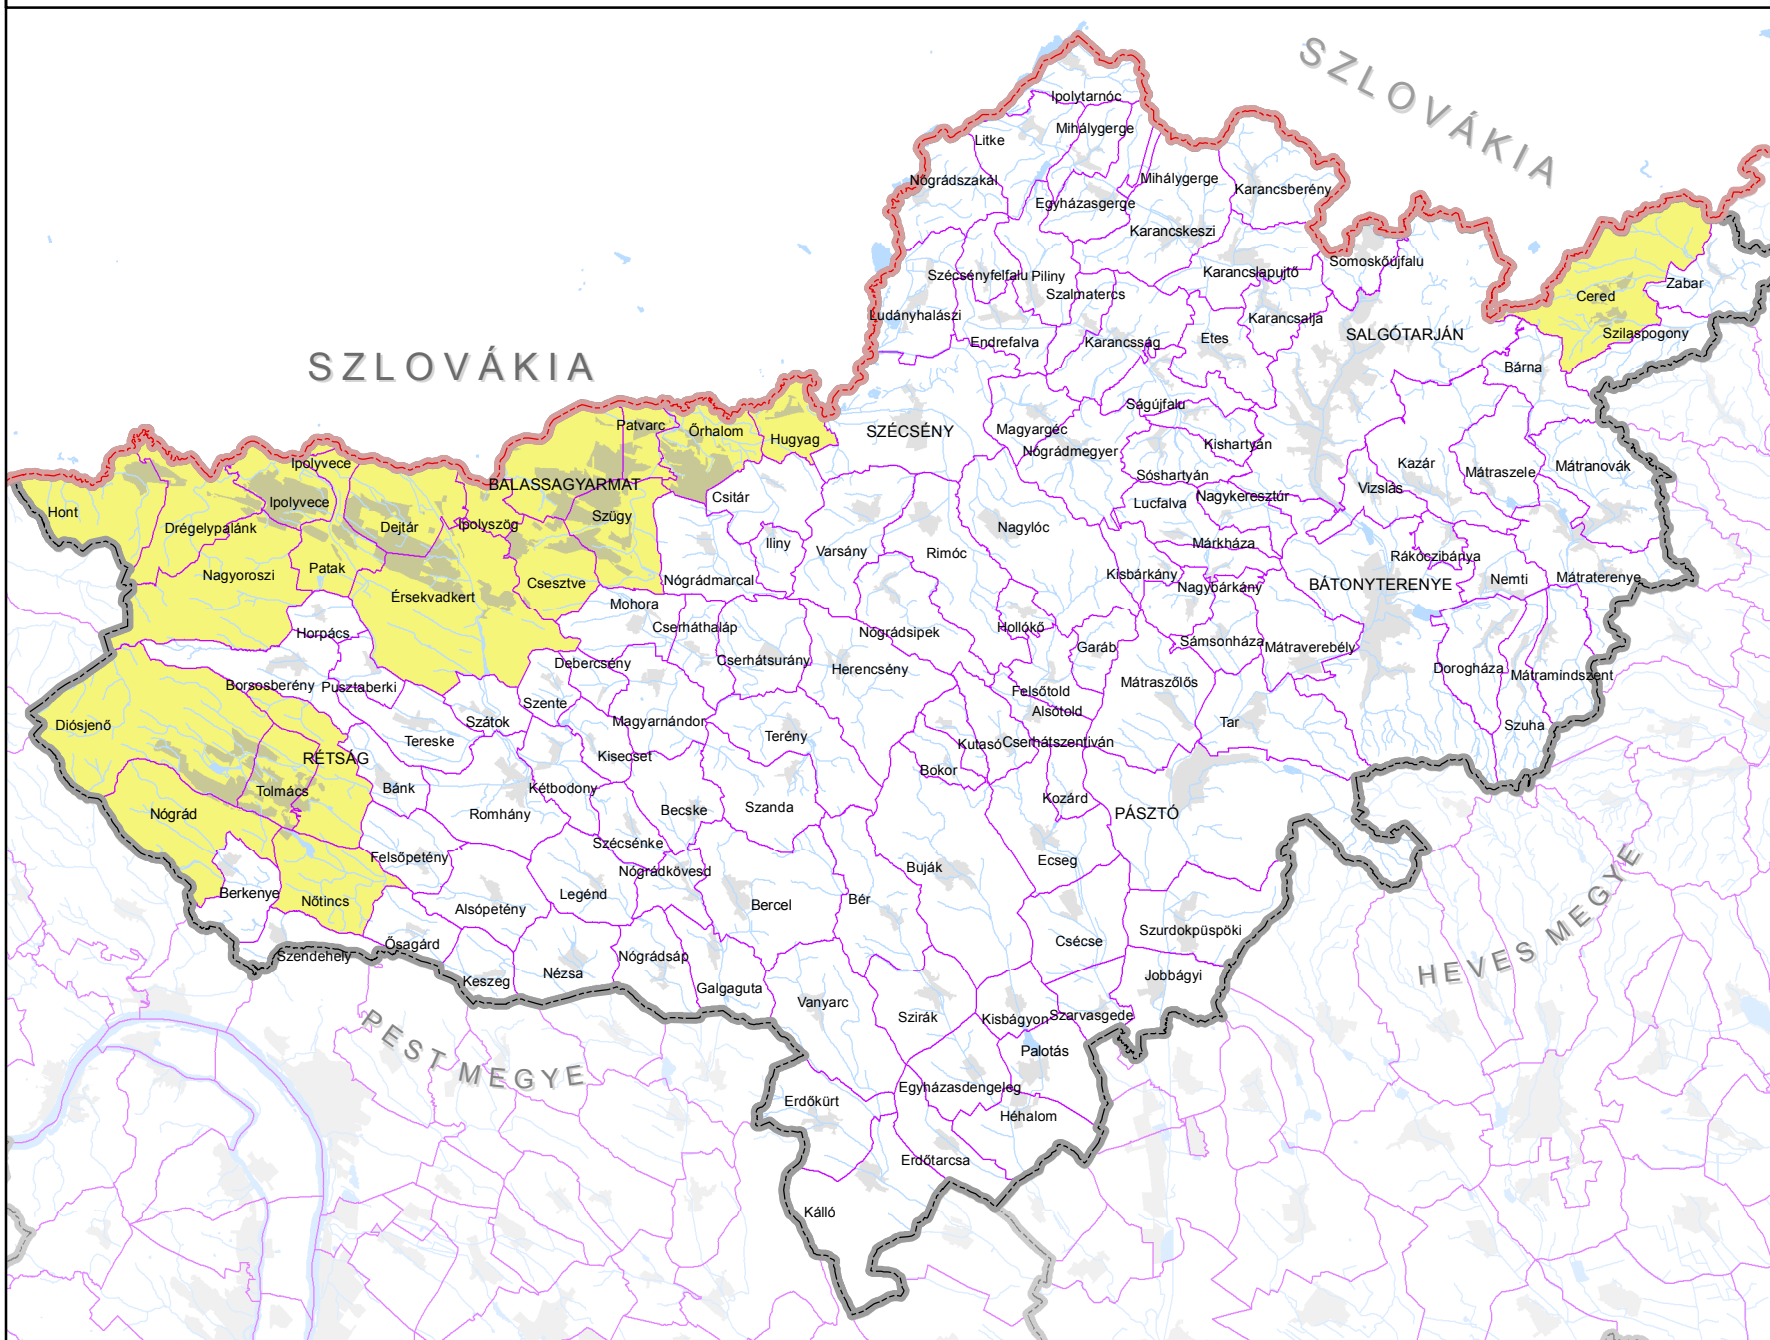 SZLOVÁKIA
Ipolytarnóc
Mihálygerge
Litke
Nógrádszakál
Mihálygerge
Karancsberény
Egyházasgerge
Karancskeszi
Somoskőújfalu
Szécsényfelfalu
Piliny
Karancslapujtő
Szalmatercs
Zabar
Cered
Ludányhalászi
Karancsalja
Szilaspogony
SALGÓTARJÁN
Endrefalva
Karancsság
Etes
SZLOVÁKIA
Bárna
Ságújfalu
Patvarc
Őrhalom
Hugyag
SZÉCSÉNY
Magyargéc
Nógrádmegyer
Kishartyán
Ipolyvece
Kazár
Mátraszele
Mátranovák
BALASSAGYARMAT
Sóshartyán
Vizslás
Csitár
Nagykeresztúr
Ipolyvece
Lucfalva
Hont
Drégelypalánk
Dejtár
Ipolyszög
Szügy
Nagylóc
Iliny
Varsány
Rimóc
Márkháza
Rákóczibánya
Nagyoroszi
Patak
Csesztve
Nógrádmarcal
Kisbárkány
Nagybárkány
BÁTONYTERENYE
Nemti
Mátraterenye
Érsekvadkert
Mohora
Horpács
Cserháthaláp
Nógrádsipek
Hollókő
Garáb
Sámsonháza
Mátraverebély
Debercsény
Cserhátsurány
Herencsény
Dorogháza
Mátramindszent
Borsosberény
Pusztaberki
Felsőtold
Mátraszőlős
Szente
Alsótold
Diósjenő
Szátok
Magyarnándor
Tar
Szuha
Tereske
Terény
Kutasó
Cserhátszentiván
RÉTSÁG
Kisecset
Bokor
Tolmács
Bánk
Kétbodony
Kozárd
Nógrád
Romhány
Becske
Szanda
PÁSZTÓ
Szécsénke
Felsőpetény
Nógrádkövesd
Buják
Ecseg
Berkenye
Nőtincs
Alsópetény
Legénd
Bercel
Bér
Szurdokpüspöki
Ősagárd
Csécse
Szendehely
Nógrádsáp
Keszeg
Nézsa
Jobbágyi
HEVES MEGYE
Galgaguta
Vanyarc
Szirák
Kisbágyon
Szarvasgede
PEST MEGYE
Palotás
Egyházasdengeleg
Erdőkürt
Héhalom
Erdőtarcsa
Kálló